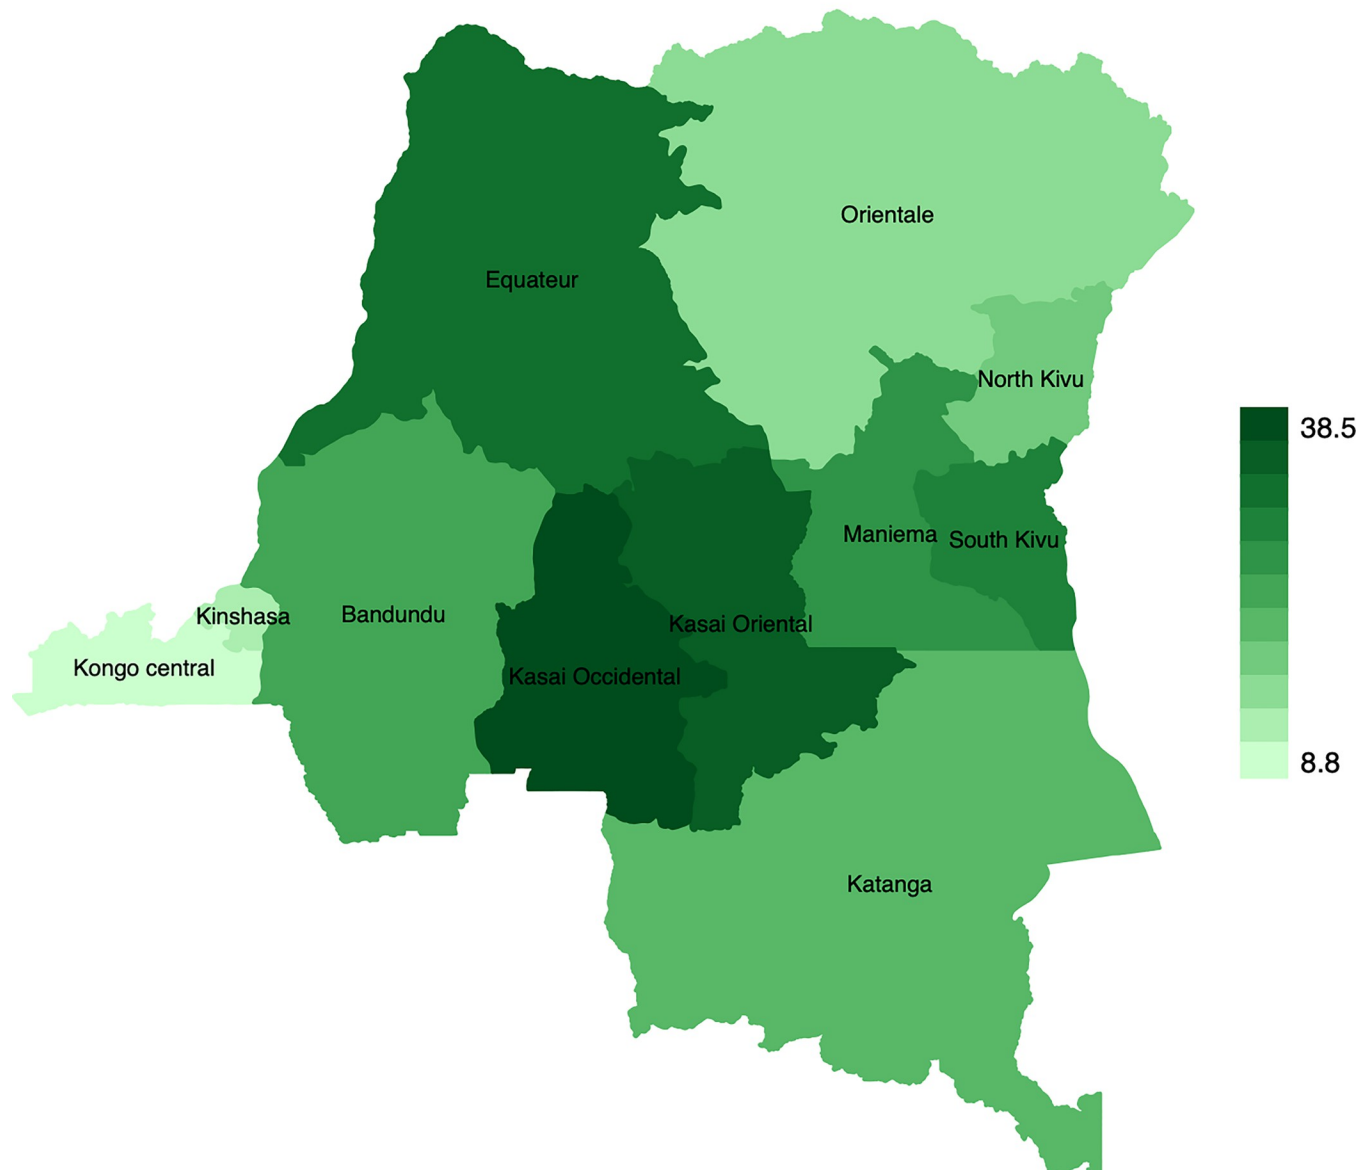 Orientale
Equateur
North Kivu
38.5
Maniema
South Kivu
Kinshasa
Bandundu
Kasai Oriental
Kongo central
Kasai Occidental
8.8
Katanga